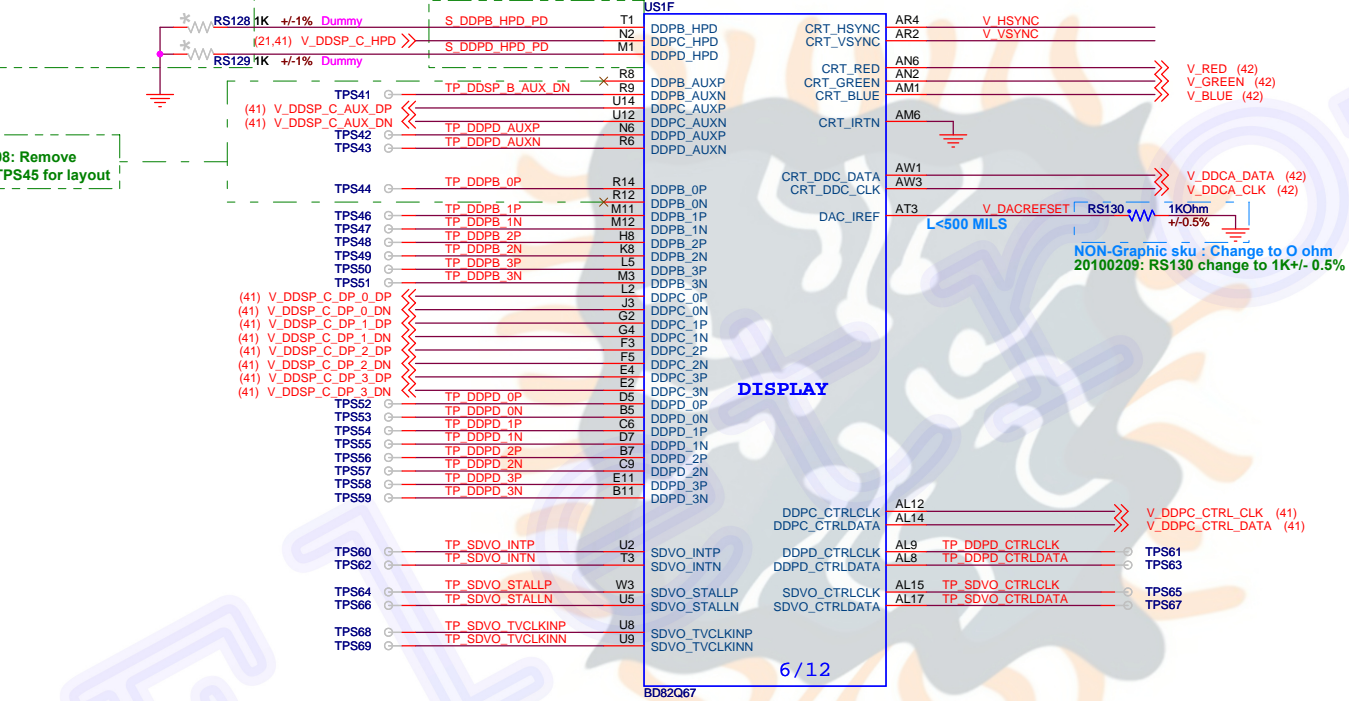 US1F
RS128 1K +/-1% Dummy S_DDPB_HPD_PD T1 DDPB_HPD
(21,41) V_DDSP_C_HPD N2 DDPC_HPD
RS129 1K +/-1% Dummy S_DDPD_HPD_PD M1 DDPD_HPD
R8 DDPB_AUXP
TPS41 TP_DDSP_B_AUX_DN R9 DDPB_AUXN
(41) V_DDSP_C_AUX_DP U14 DDPC_AUXP
(41) V_DDSP_C_AUX_DN U12 DDPC_AUXN
TPS42 TP_DDPD_AUXP N6 DDPD_AUXP
TPS43 TP_DDPD_AUXN R6 DDPD_AUXN
08: Remove
TPS45 for layout
TPS44 TP_DDPB_0P R14 DDPB_0P
R12 DDPB_0N
TPS46 TP_DDPB_1P M11 DDPB_1P
TPS47 TP_DDPB_1N M12 DDPB_1N
TPS48 TP_DDPB_2P H8 DDPB_2P
TPS49 TP_DDPB_2N K8 DDPB_2N
TPS50 TP_DDPB_3P L5 DDPB_3P
TPS51 TP_DDPB_3N M3 DDPB_3N
(41) V_DDSP_C_DP_0_DP L2 DDPC_0P
(41) V_DDSP_C_DP_0_DN J3 DDPC_0N
(41) V_DDSP_C_DP_1_DP G2 DDPC_1P
(41) V_DDSP_C_DP_1_DN G4 DDPC_1N
(41) V_DDSP_C_DP_2_DP F3 DDPC_2P
(41) V_DDSP_C_DP_2_DN F5 DDPC_2N
(41) V_DDSP_C_DP_3_DP E4 DDPC_3P
(41) V_DDSP_C_DP_3_DN E2 DDPC_3N
TPS52 TP_DDPD_0P D5 DDPD_0P
TPS53 TP_DDPD_0N B5 DDPD_0N
TPS54 TP_DDPD_1P C6 DDPD_1P
TPS55 TP_DDPD_1N D7 DDPD_1N
TPS56 TP_DDPD_2P B7 DDPD_2P
TPS57 TP_DDPD_2N C9 DDPD_2N
TPS58 TP_DDPD_3P E11 DDPD_3P
TPS59 TP_DDPD_3N B11 DDPD_3N
TPS60 TP_SDVO_INTP U2 SDVO_INTP
TPS62 TP_SDVO_INTN T3 SDVO_INTN
TPS64 TP_SDVO_STALLP W3 SDVO_STALLP
TPS66 TP_SDVO_STALLN U5 SDVO_STALLN
TPS68 TP_SDVO_TVCLKINP U8 SDVO_TVCLKINP
TPS69 TP_SDVO_TVCLKINN U9 SDVO_TVCLKINN
DISPLAY
6/12
BD82Q67
CRT_HSYNC AR4 V_HSYNC
CRT_VSYNC AR2 V_VSYNC
CRT_RED AN6 V_RED (42)
CRT_GREEN AN2 V_GREEN (42)
CRT_BLUE AM1 V_BLUE (42)
CRT_IRTN AM6
CRT_DDC_DATA AW1 V_DDCA_DATA (42)
CRT_DDC_CLK AW3 V_DDCA_CLK (42)
DAC_IREF AT3 V_DACREFSET RS130 1KOhm
L<500 MILS +/-0.5%
NON-Graphic sku : Change to O ohm
20100209: RS130 change to 1K+/- 0.5%
DDPC_CTRLCLK AL12 V_DDPC_CTRL_CLK (41)
DDPC_CTRLDATA AL14 V_DDPC_CTRL_DATA (41)
DDPD_CTRLCLK AL9 TP_DDPD_CTRLCLK TPS61
DDPD_CTRLDATA AL8 TP_DDPD_CTRLDATA TPS63
SDVO_CTRLCLK AL15 TP_SDVO_CTRLCLK TPS65
SDVO_CTRLDATA AL17 TP_SDVO_CTRLDATA TPS67